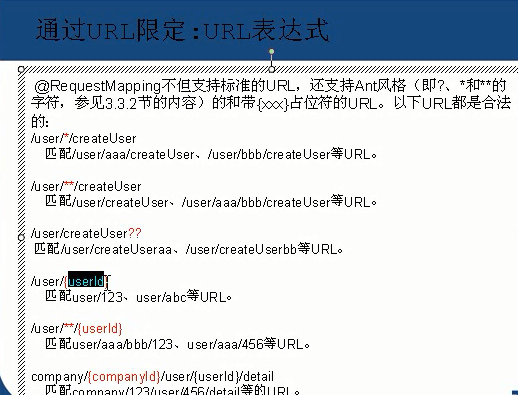 通过URL限定:URL表达式
@RequestMapping不但支持标准的URL，还支持Ant风格（即?、*和**的
字符，参见3.3.2节的内容）的和带{xxx}占位符的URL。以下URL都是合法
的：
/user/*/createUser
匹配/user/aaa/createUser、/user/bbb/createUser等URL。
/user/**/createUser
匹配/user/createUser、/user/aaa/bbb/createUser等URL。
/user/createUser??
匹配/user/createUseraa、/user/createUserbb等URL。
/user/{userId}
匹配user/123、user/abc等URL。
/user/**/{userId}
匹配user/aaa/bbb/123、user/aaa/456等URL。
company/{companyId}/user/{userId}/detail
匹配company/123/user/456/detail等的URL。